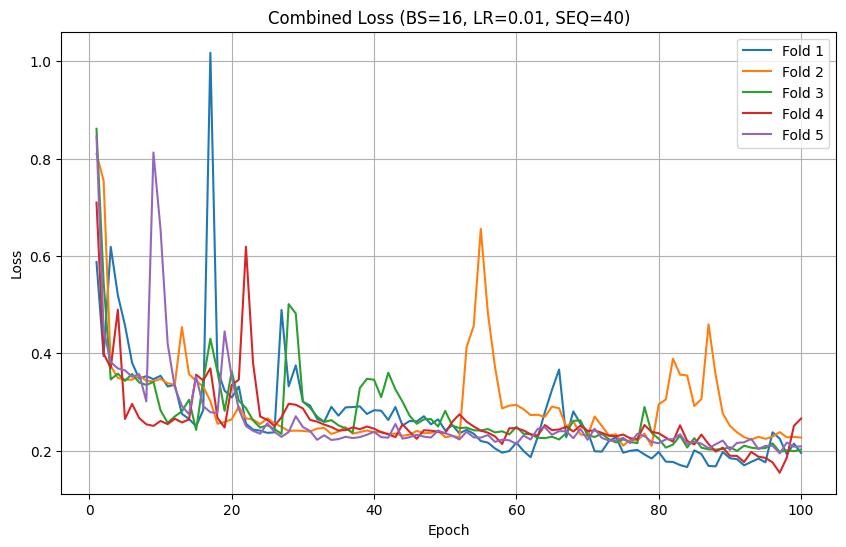 Combined Loss (BS=16, LR=0.01, SEQ=40)
Fold 1
Fold 2
Fold 3
Fold 4
Fold 5
1.0
0.8
0.6
0.4
0.2
Loss
0
20
40
60
80
100
Epoch